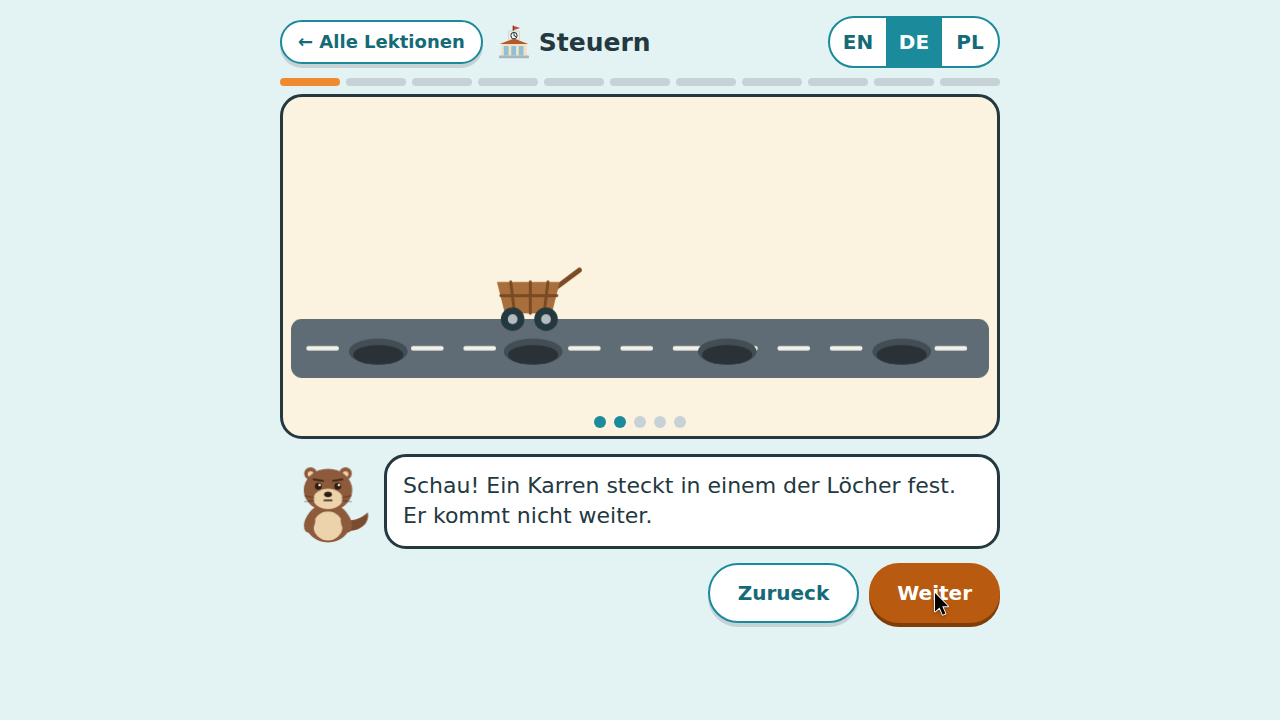 ← Alle Lektionen
Steuern
EN DE PL
Schau! Ein Karren steckt in einem der Löcher fest.
Er kommt nicht weiter.
Zurueck
Weiter